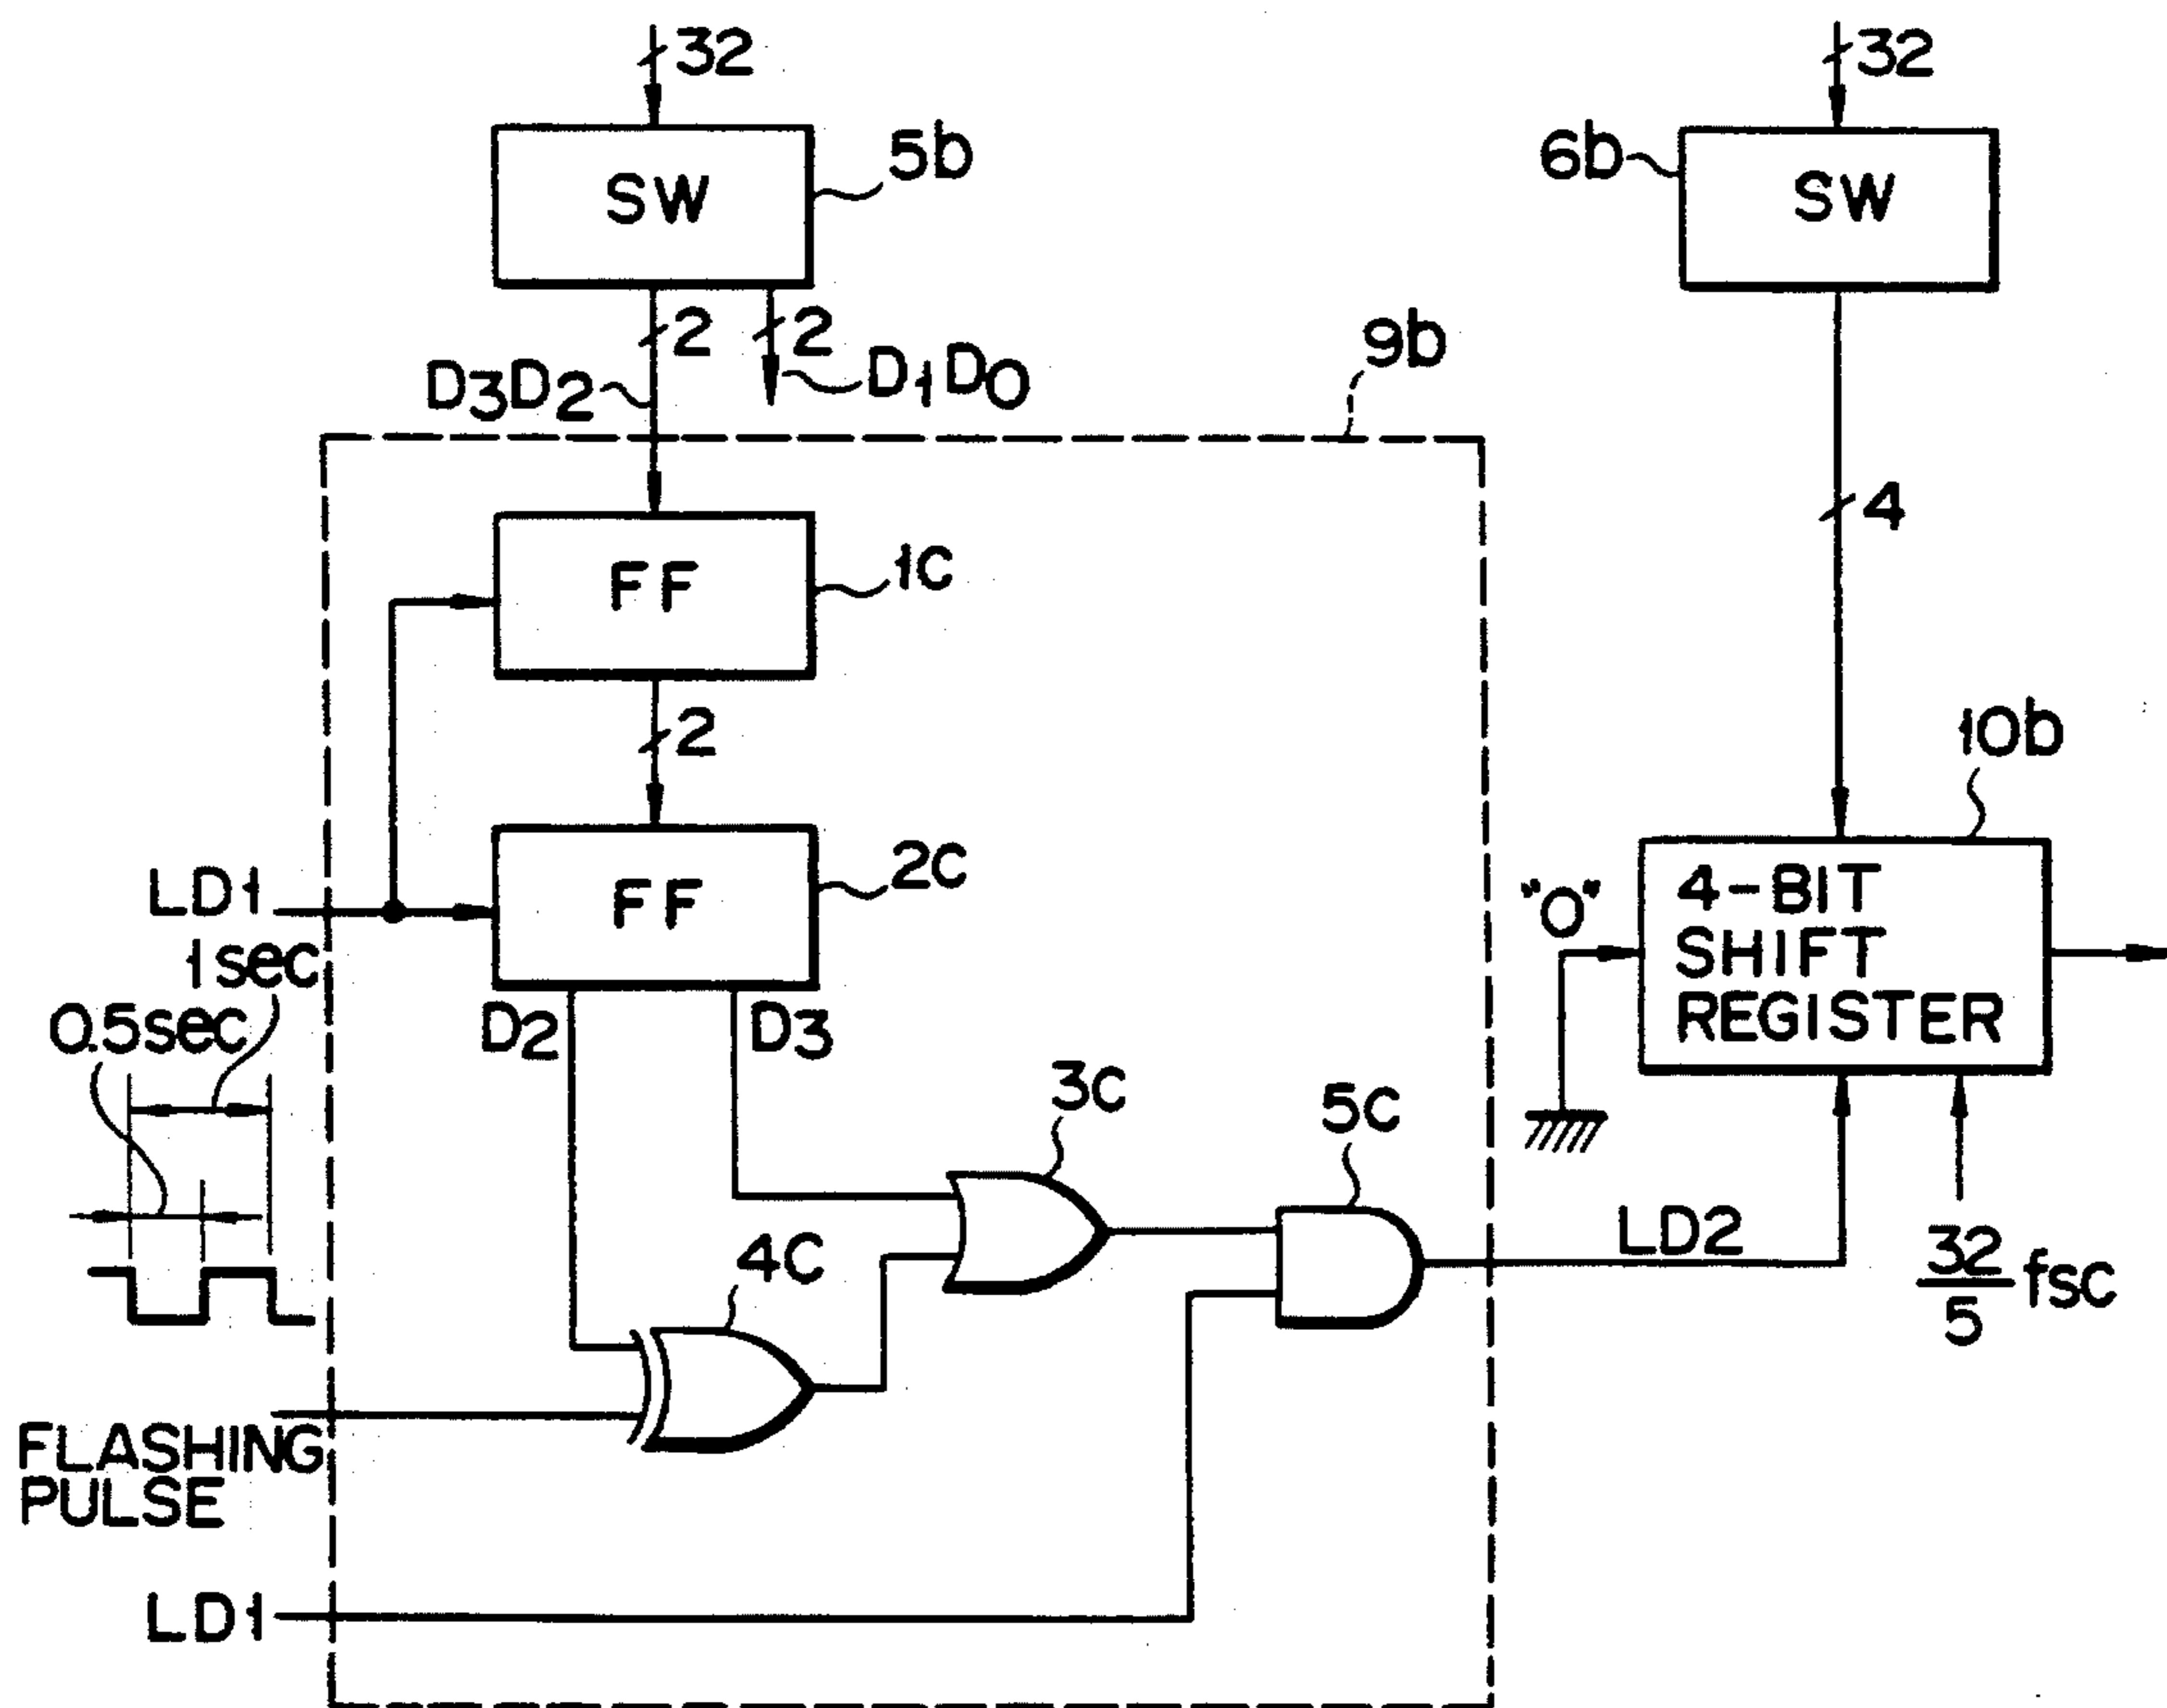 32
32
SW
5b
6b
SW
2
2
D3D2
D1D0
9b
4
FF
1C
2
10b
FF
2C
LD1
1sec
0.5sec
"0"
4-BIT
SHIFT
REGISTER
D2
D3
3C
5C
4C
LD2
32/5 fsc
FLASHING
PULSE
LD1